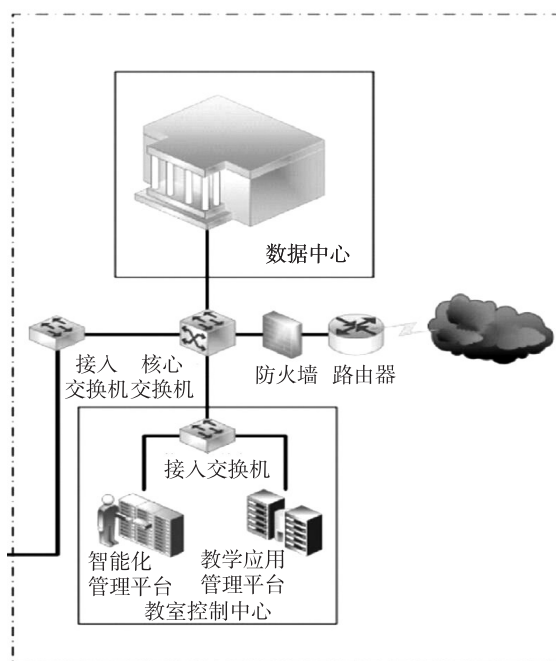 数据中心
接入
交换机
核心
交换机
防火墙
路由器
接入交换机
智能化
管理平台
教学应用
管理平台
教室控制中心